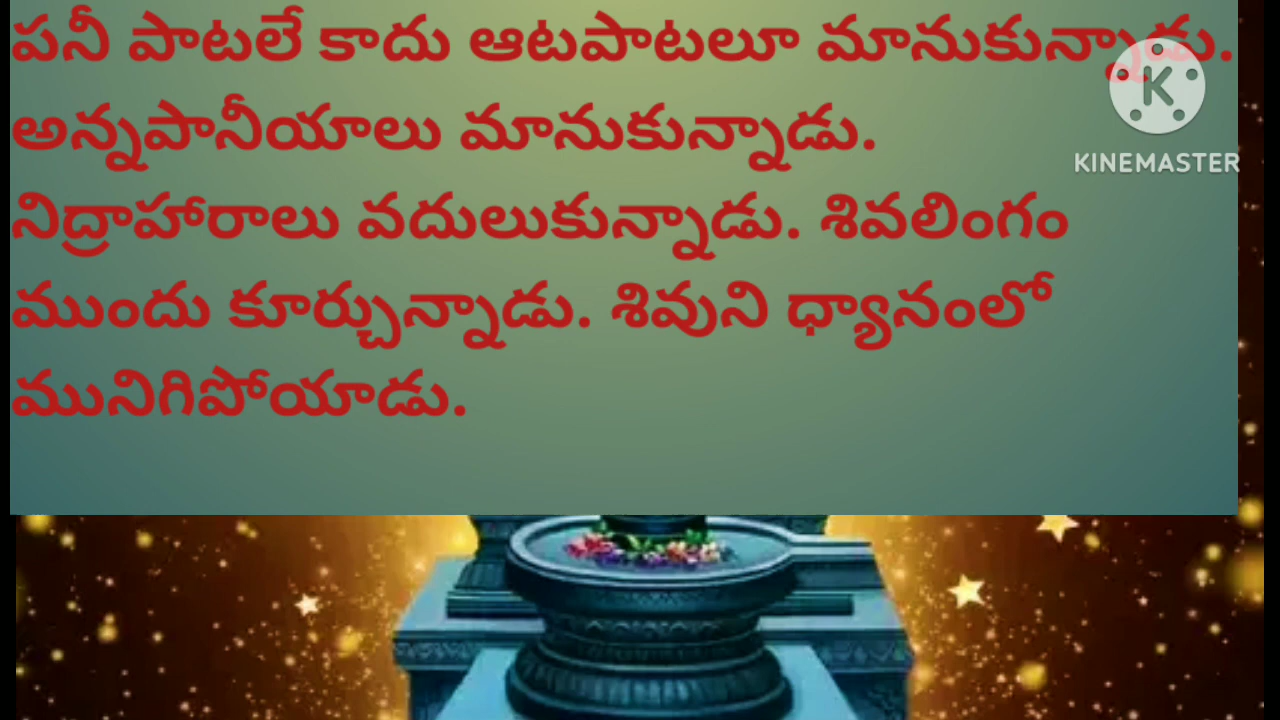 పనీ పాటలే కాదు ఆటపాటలూ మానుకున్నాడు.
అన్నపానీయాలు మానుకున్నాడు.
నిద్రాహారాలు వదులుకున్నాడు. శివలింగం
ముందు కూర్చున్నాడు. శివుని ధ్యానంలో
మునిగిపోయాడు.
K
KINEMASTER